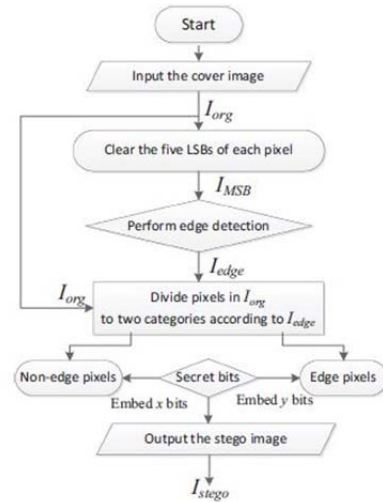 Start
Input the cover image
I_org
Clear the five LSBs of each pixel
I_MSB
Perform edge detection
I_edge
I_org
Divide pixels in I_org
to two categories according to I_edge
Non-edge pixels
Secret bits
Edge pixels
Embed x bits
Embed y bits
Output the stego image
I_stego